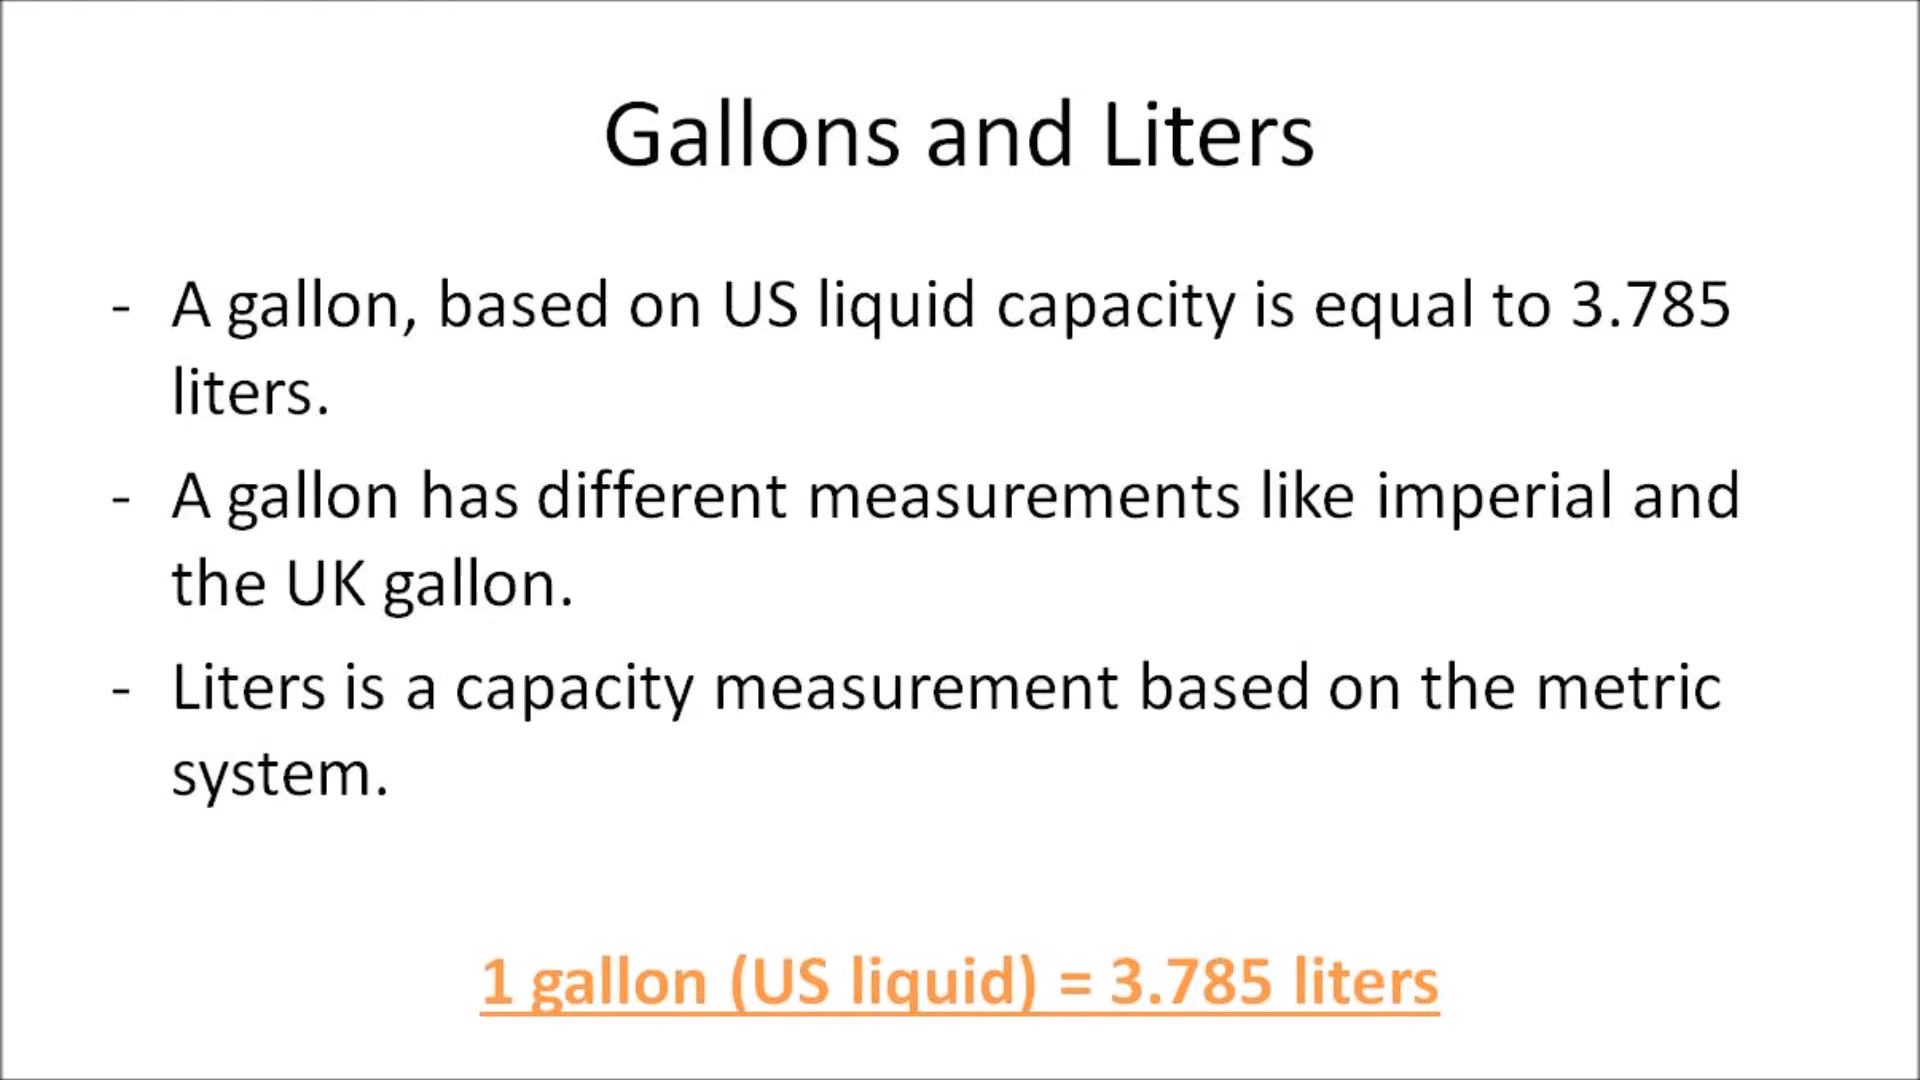 Gallons and Liters
- A gallon, based on US liquid capacity is equal to 3.785
liters.
- A gallon has different measurements like imperial and
the UK gallon.
- Liters is a capacity measurement based on the metric
system.
1 gallon (US liquid) = 3.785 liters